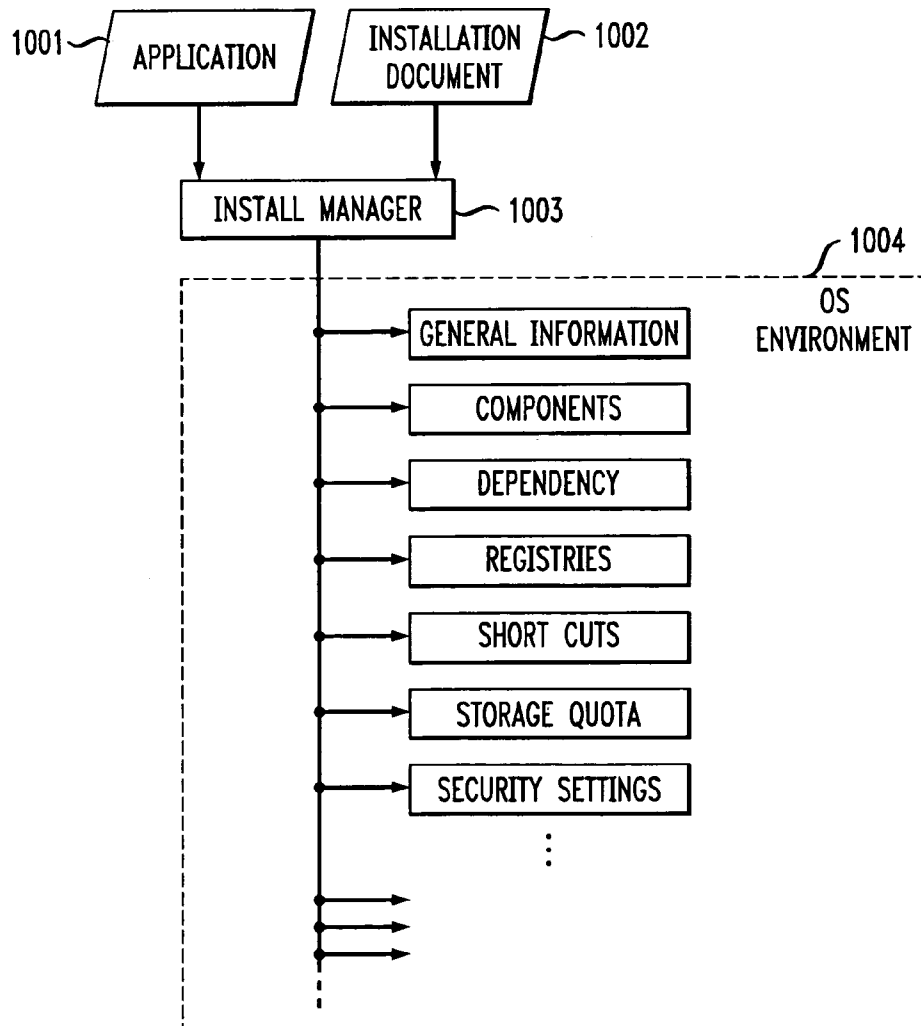 1001
APPLICATION
INSTALLATION
DOCUMENT
1002
INSTALL MANAGER
1003
1004
OS
ENVIRONMENT
GENERAL INFORMATION
COMPONENTS
DEPENDENCY
REGISTRIES
SHORT CUTS
STORAGE QUOTA
SECURITY SETTINGS